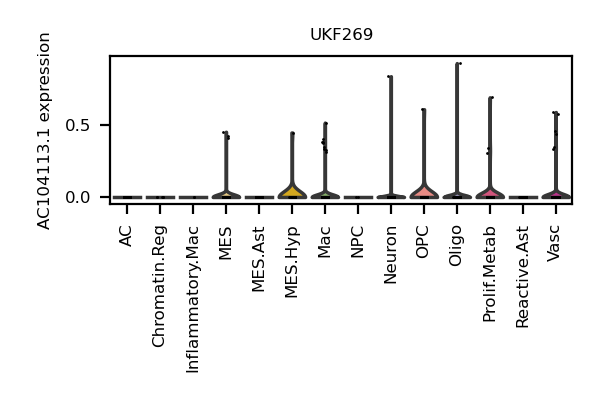 UKF269
AC104113.1 expression
0.5
0.0
AC
Chromatin.Reg
Inflammatory.Mac
MES
MES.Ast
MES.Hyp
Mac
NPC
Neuron
OPC
Oligo
Prolif.Metab
Reactive.Ast
Vasc